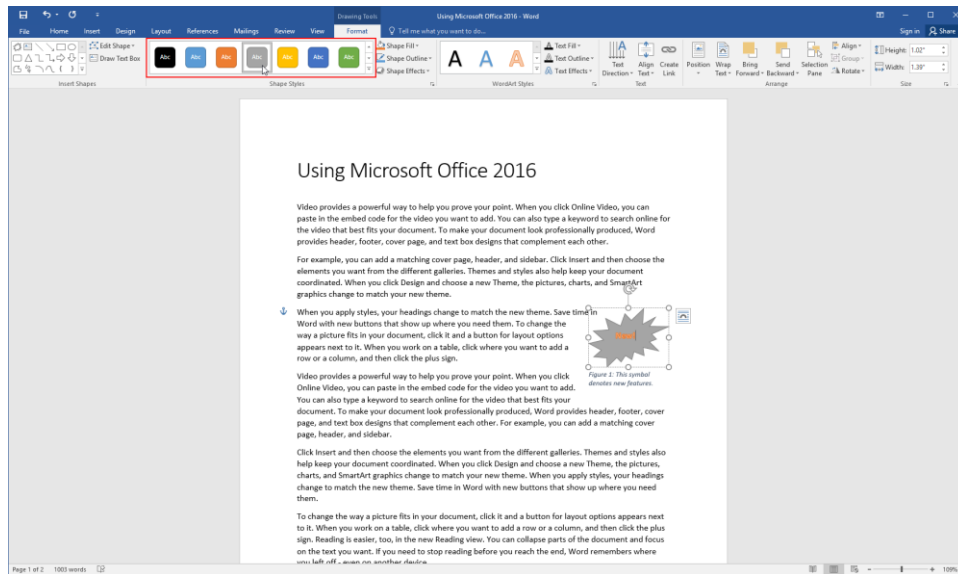 Drawing Tools
Using Microsoft Office 2016 - Word
File Home Insert Design Layout References Mailings Review View Format Tell me what you want to do... Sign in Share
Edit Shape
Draw Text Box
Abc Abc Abc Abc Abc Abc Abc
Shape Fill
Shape Outline
Shape Effects
A A A
Text Fill
Text Outline
Text Effects
Text Direction
Align Text
Create Link
Position
Wrap Text
Bring Forward
Send Backward
Selection Pane
Align
Group
Rotate
Height: 1.02"
Width: 1.39"
Insert Shapes Shape Styles WordArt Styles Text Arrange Size
Using Microsoft Office 2016
Video provides a powerful way to help you prove your point. When you click Online Video, you can
paste in the embed code for the video you want to add. You can also type a keyword to search online for
the video that best fits your document. To make your document look professionally produced, Word
provides header, footer, cover page, and text box designs that complement each other.
For example, you can add a matching cover page, header, and sidebar. Click Insert and then choose the
elements you want from the different galleries. Themes and styles also help keep your document
coordinated. When you click Design and choose a new Theme, the pictures, charts, and SmartArt
graphics change to match your new theme.
When you apply styles, your headings change to match the new theme. Save time in
Word with new buttons that show up where you need them. To change the
way a picture fits in your document, click it and a button for layout options
appears next to it. When you work on a table, click where you want to add a
row or a column, and then click the plus sign.
Figure 1: This symbol
denotes new features.
Video provides a powerful way to help you prove your point. When you click
Online Video, you can paste in the embed code for the video you want to add.
You can also type a keyword to search online for the video that best fits your
document. To make your document look professionally produced, Word provides header, footer, cover
page, and text box designs that complement each other. For example, you can add a matching cover
page, header, and sidebar.
Click Insert and then choose the elements you want from the different galleries. Themes and styles also
help keep your document coordinated. When you click Design and choose a new Theme, the pictures,
charts, and SmartArt graphics change to match your new theme. When you apply styles, your headings
change to match the new theme. Save time in Word with new buttons that show up where you need
them.
To change the way a picture fits in your document, click it and a button for layout options appears next
to it. When you work on a table, click where you want to add a row or a column, and then click the plus
sign. Reading is easier, too, in the new Reading view. You can collapse parts of the document and focus
on the text you want. If you need to stop reading before you reach the end, Word remembers where
you left off - even on another device.
Page 1 of 2 1003 words 109%